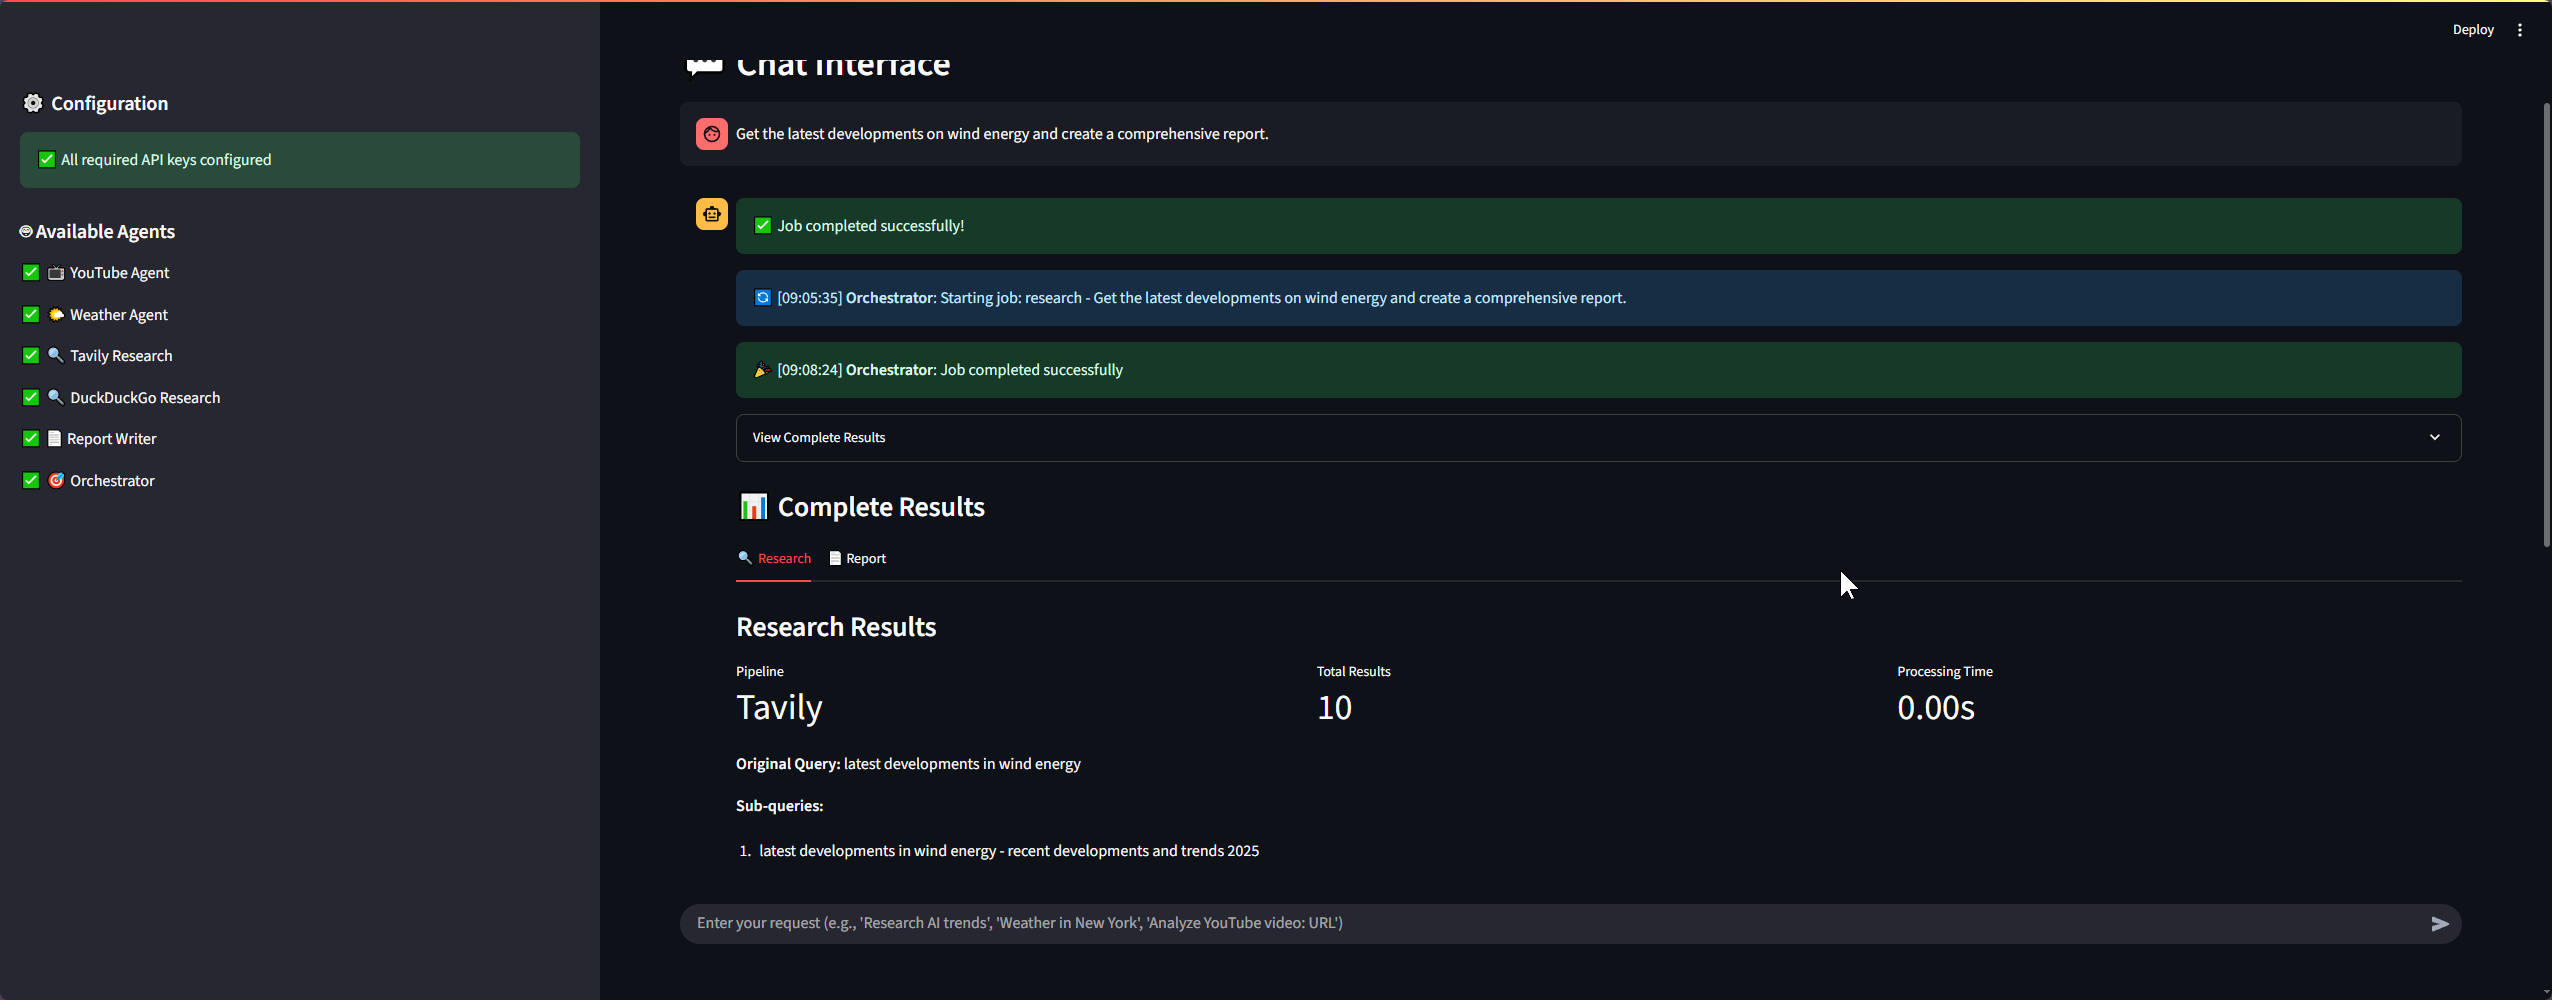 Deploy
Configuration
All required API keys configured
Available Agents
YouTube Agent
Weather Agent
Tavily Research
DuckDuckGo Research
Report Writer
Orchestrator
Chat Interface
Get the latest developments on wind energy and create a comprehensive report.
Job completed successfully!
[09:05:35] Orchestrator: Starting job: research - Get the latest developments on wind energy and create a comprehensive report.
[09:08:24] Orchestrator: Job completed successfully
View Complete Results
Complete Results
Research Report
Research Results
Pipeline Total Results Processing Time
Tavily 10 0.00s
Original Query: latest developments in wind energy
Sub-queries:
1. latest developments in wind energy - recent developments and trends 2025
Enter your request (e.g., 'Research AI trends', 'Weather in New York', 'Analyze YouTube video: URL')